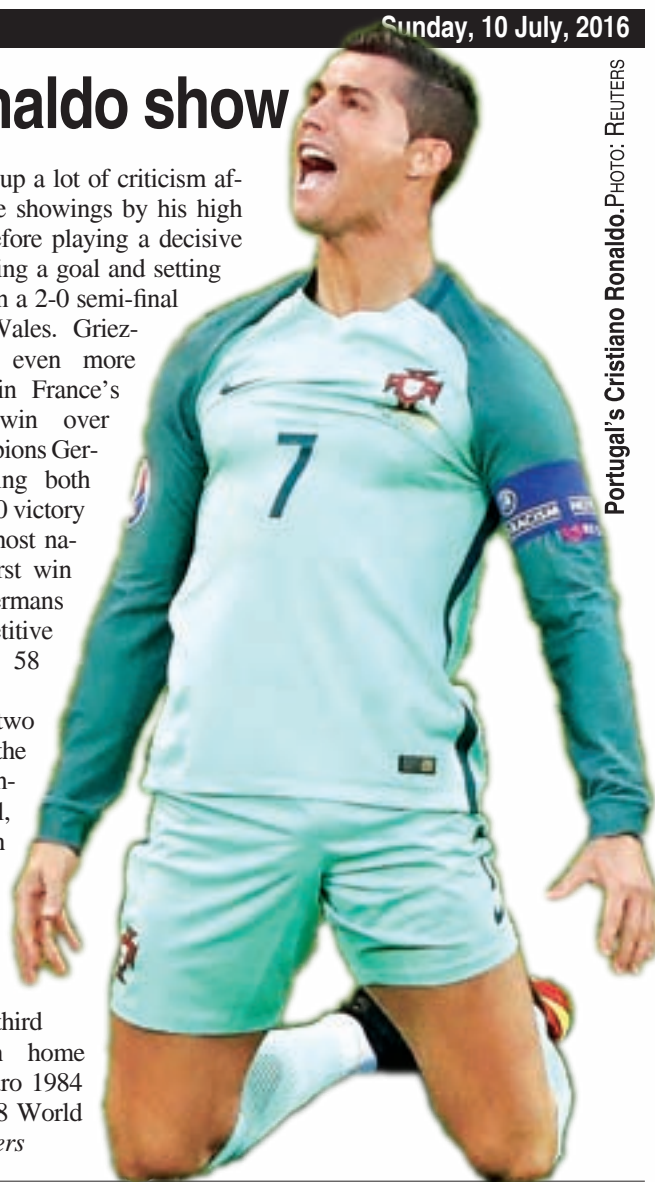 Sunday, 10 July, 2016
naldo show
up a lot of criticism af-
e showings by his high
efore playing a decisive
ing a goal and setting
n a 2-0 semi-final
Wales. Griez-
even more
in France's
win over
pions Ger-
ing both
0 victory
host na-
rst win
ermans
titive
58
two
the
n-
l,
n
third
n home
ro 1984
8 World
ers
Portugal's Cristiano Ronaldo.PHOTO: REUTERS
7
RACISM